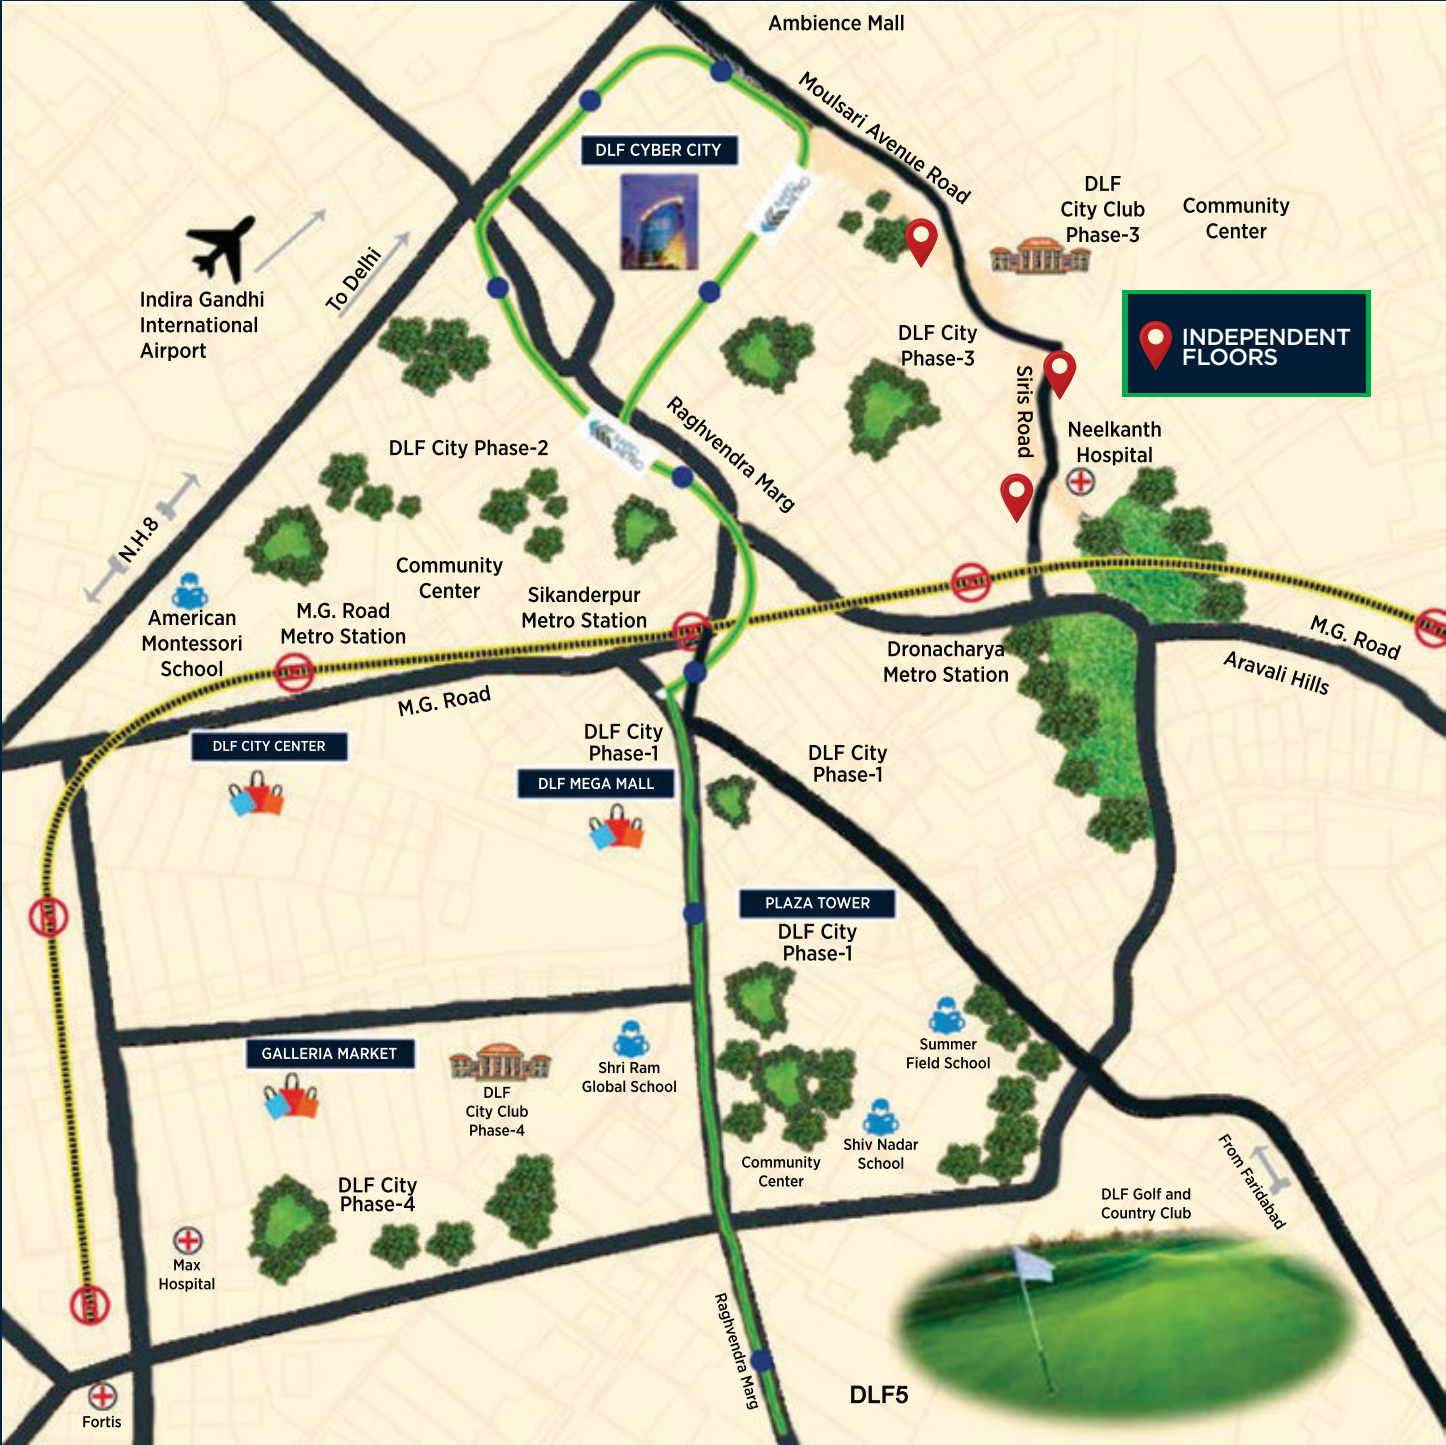 Ambience Mall
Moulsari Avenue Road
DLF CYBER CITY
DLF
City Club
Phase-3
Community
Center
To Delhi
Indira Gandhi
International
Airport
INDEPENDENT
FLOORS
DLF City
Phase-3
Siris Road
Raghvendra Marg
Neelkanth
Hospital
DLF City Phase-2
N.H.8
Community
Center
Sikanderpur
Metro Station
American
Montessori
School
M.G. Road
Metro Station
Dronacharya
Metro Station
M.G. Road
Aravali Hills
M.G. Road
DLF CITY CENTER
DLF City
Phase-1
DLF MEGA MALL
DLF City
Phase-1
PLAZA TOWER
DLF City
Phase-1
GALLERIA MARKET
DLF
City Club
Phase-4
Shri Ram
Global School
Summer
Field School
Shiv Nadar
School
Community
Center
DLF City
Phase-4
Max
Hospital
DLF Golf and
Country Club
From Faridabad
Raghvendra Marg
DLF5
Fortis